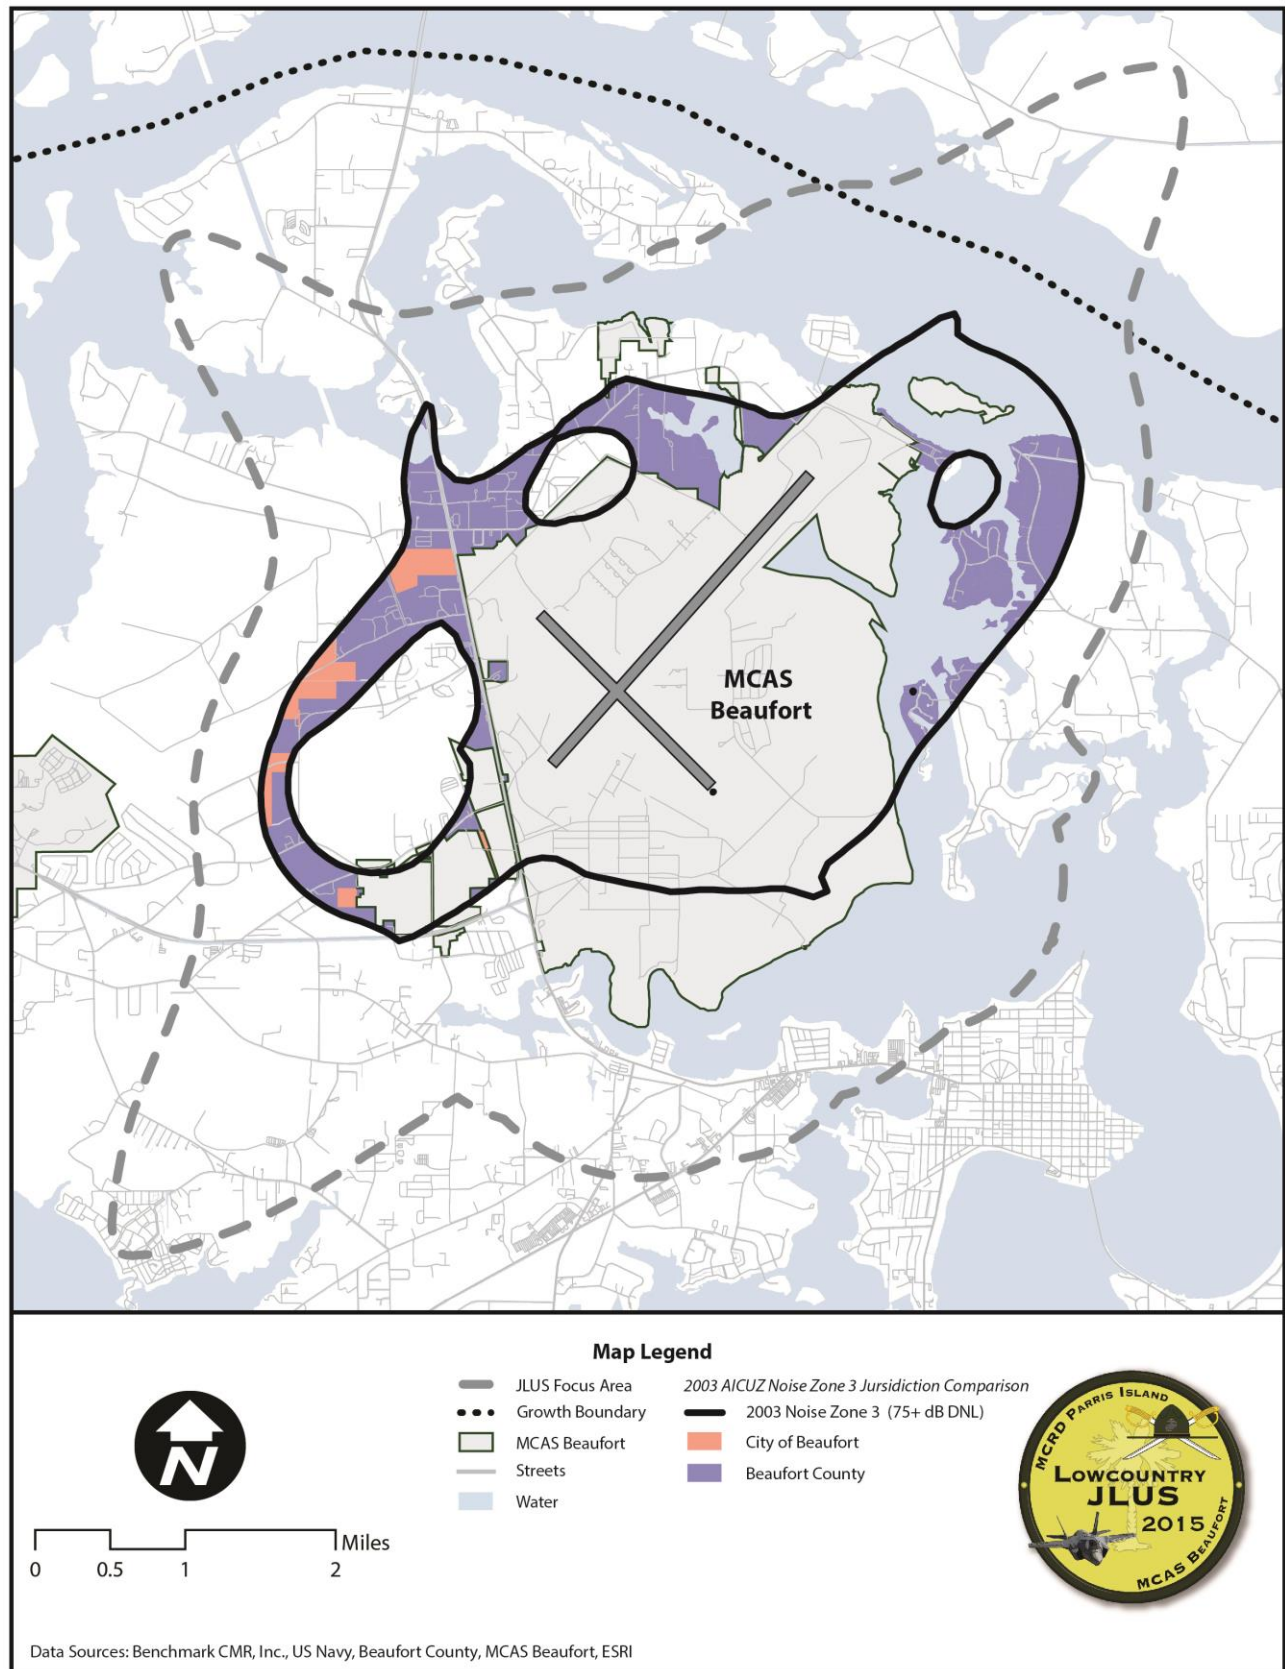 MCAS
Beaufort
Map Legend
JLUS Focus Area
Growth Boundary
MCAS Beaufort
Streets
Water
2003 AICUZ Noise Zone 3 Jursidiction Comparison
2003 Noise Zone 3 (75+ dB DNL)
City of Beaufort
Beaufort County
N
0 0.5 1 2 Miles
MCRD PARRIS ISLAND
LOWCOUNTRY
JLUS
2015
MCAS BEAUFORT
Data Sources: Benchmark CMR, Inc., US Navy, Beaufort County, MCAS Beaufort, ESRI